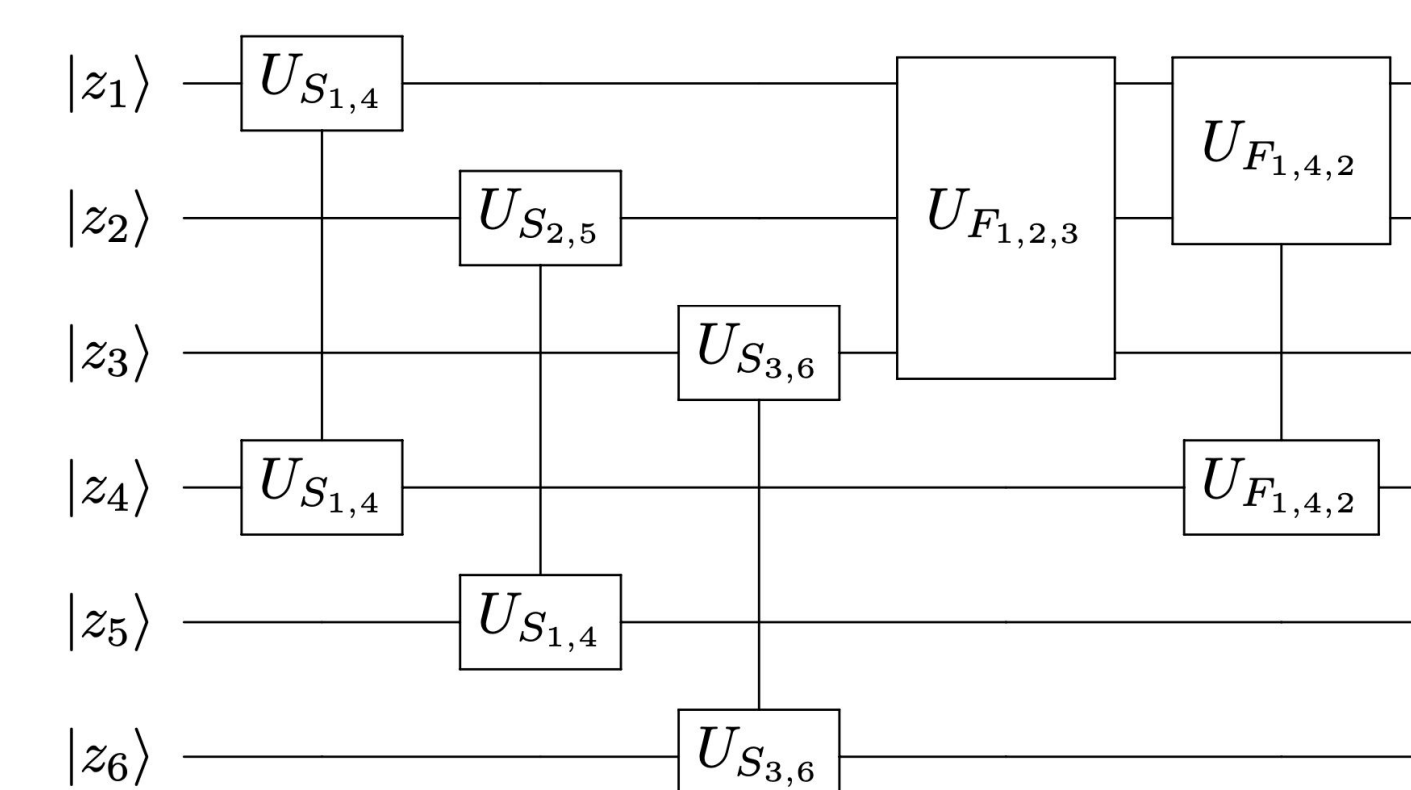 |z₁⟩ U_{S_{1,4}} U_{F_{1,4,2}}
|z₂⟩ U_{S_{2,5}} U_{F_{1,2,3}}
|z₃⟩ U_{S_{3,6}}
|z₄⟩ U_{S_{1,4}} U_{F_{1,4,2}}
|z₅⟩ U_{S_{1,4}}
|z₆⟩ U_{S_{3,6}}